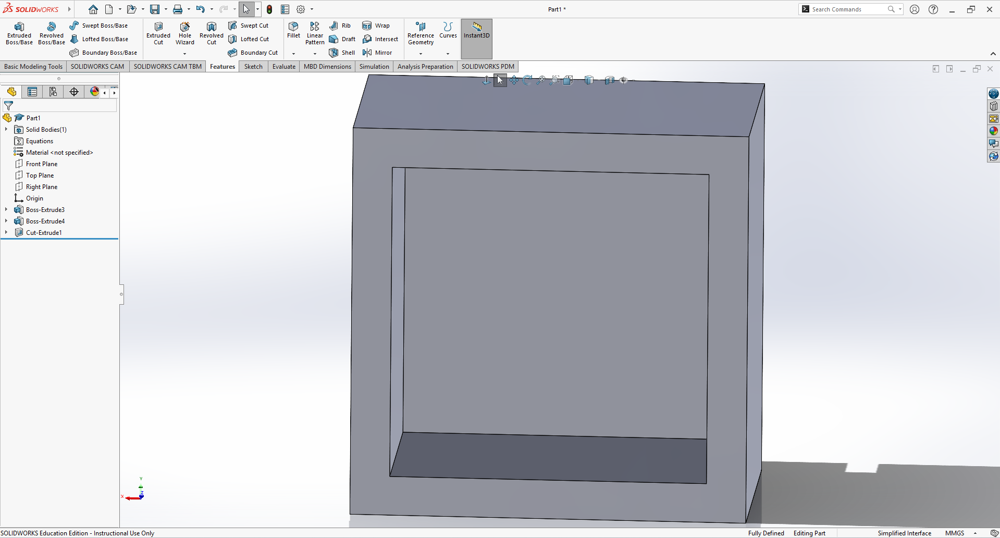 SOLIDWORKS
Part1 *
Search Commands
Extruded Boss/Base
Revolved Boss/Base
Swept Boss/Base
Lofted Boss/Base
Boundary Boss/Base
Extruded Cut
Hole Wizard
Revolved Cut
Swept Cut
Lofted Cut
Boundary Cut
Fillet
Linear Pattern
Rib
Draft
Shell
Wrap
Intersect
Mirror
Reference Geometry
Curves
Instant3D
Basic Modeling Tools
SOLIDWORKS CAM
SOLIDWORKS CAM TBM
Features
Sketch
Evaluate
MBD Dimensions
Simulation
Analysis Preparation
SOLIDWORKS PDM
Part1
Solid Bodies(1)
Equations
Material <not specified>
Front Plane
Top Plane
Right Plane
Origin
Boss-Extrude3
Boss-Extrude4
Cut-Extrude1
Y
X
Z
SOLIDWORKS Education Edition - Instructional Use Only
Fully Defined
Editing Part
Simplified Interface
MMGS